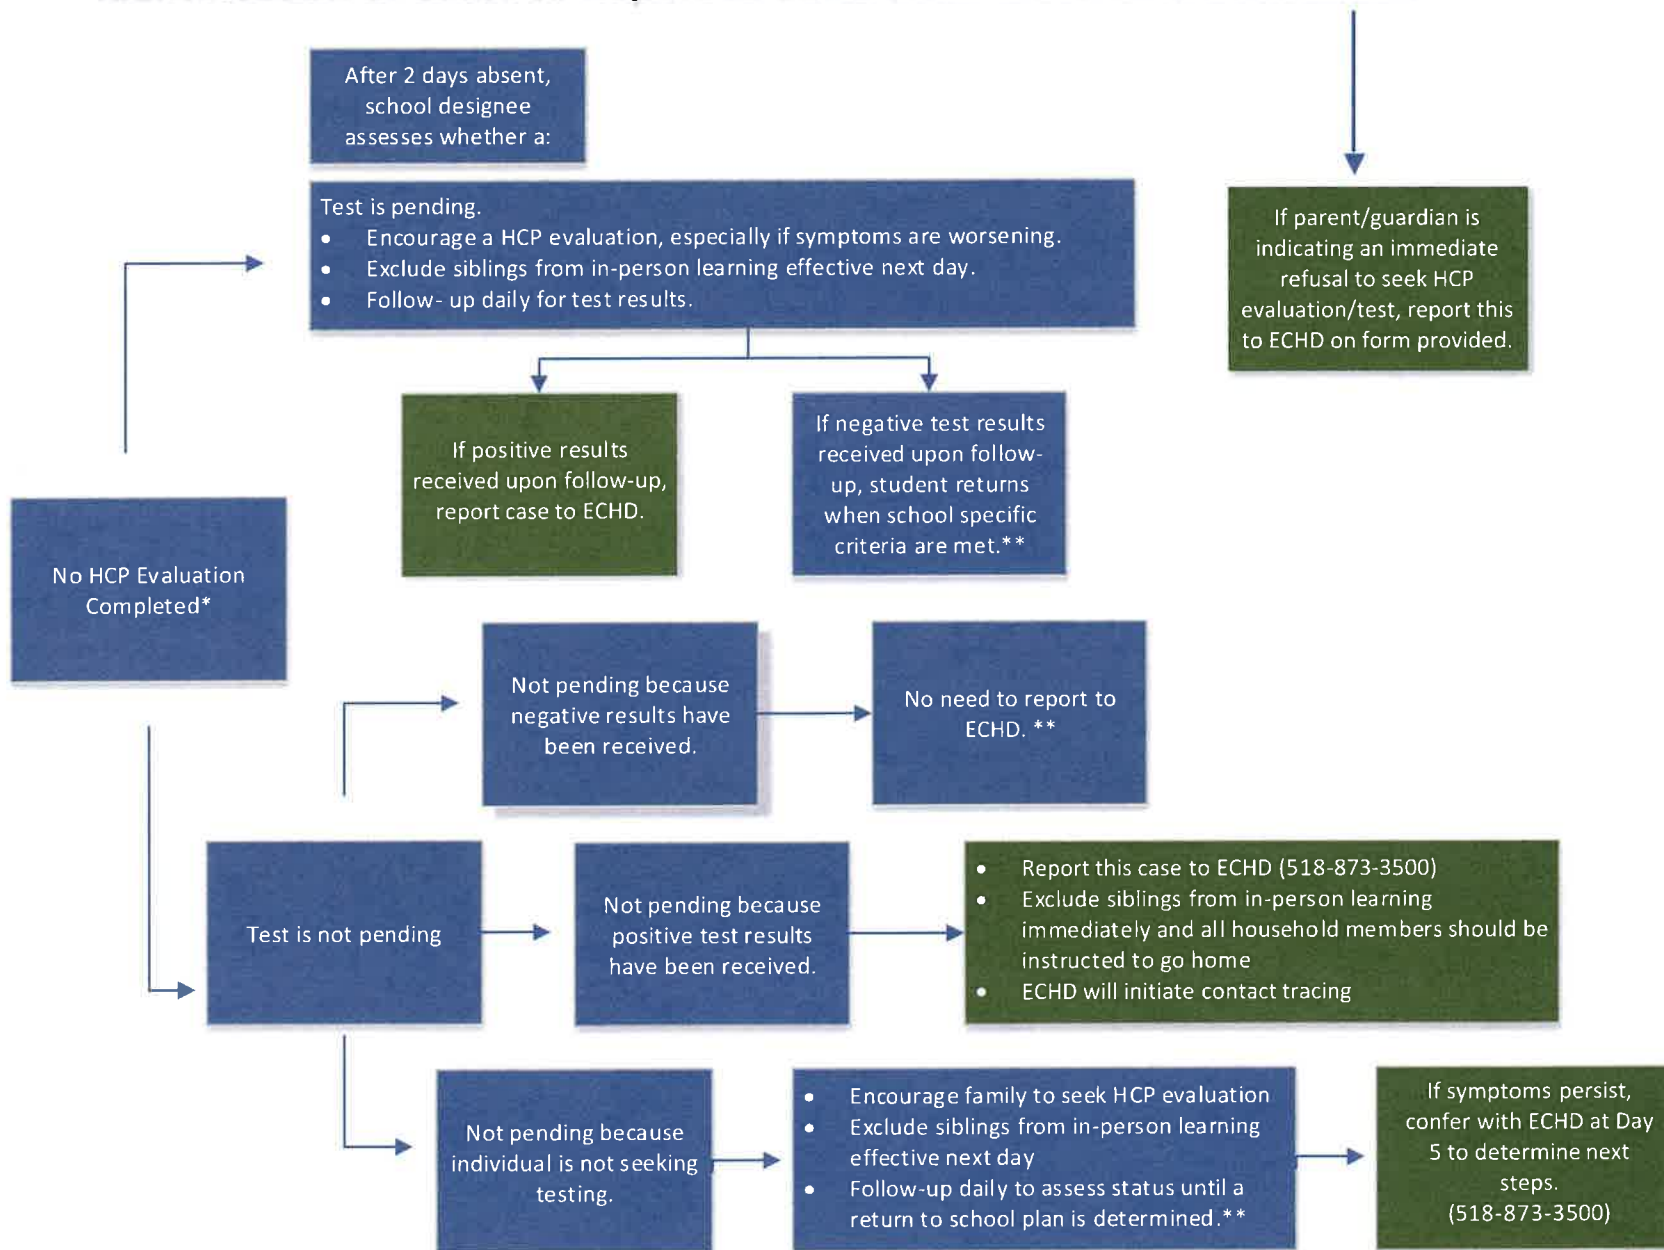 After 2 days absent,
school designee
assesses whether a:
Test is pending.
• Encourage a HCP evaluation, especially if symptoms are worsening.
• Exclude siblings from in-person learning effective next day.
• Follow- up daily for test results.
If parent/guardian is
indicating an immediate
refusal to seek HCP
evaluation/test, report this
to ECHD on form provided.
If positive results
received upon follow-up,
report case to ECHD.
If negative test results
received upon follow-
up, student returns
when school specific
criteria are met.**
No HCP Evaluation
Completed*
Not pending because
negative results have
been received.
No need to report to
ECHD. **
Test is not pending
Not pending because
positive test results
have been received.
• Report this case to ECHD (518-873-3500)
• Exclude siblings from in-person learning
immediately and all household members should be
instructed to go home
• ECHD will initiate contact tracing
Not pending because
individual is not seeking
testing.
• Encourage family to seek HCP evaluation
• Exclude siblings from in-person learning
effective next day
• Follow-up daily to assess status until a
return to school plan is determined.**
If symptoms persist,
confer with ECHD at Day
5 to determine next
steps.
(518-873-3500)